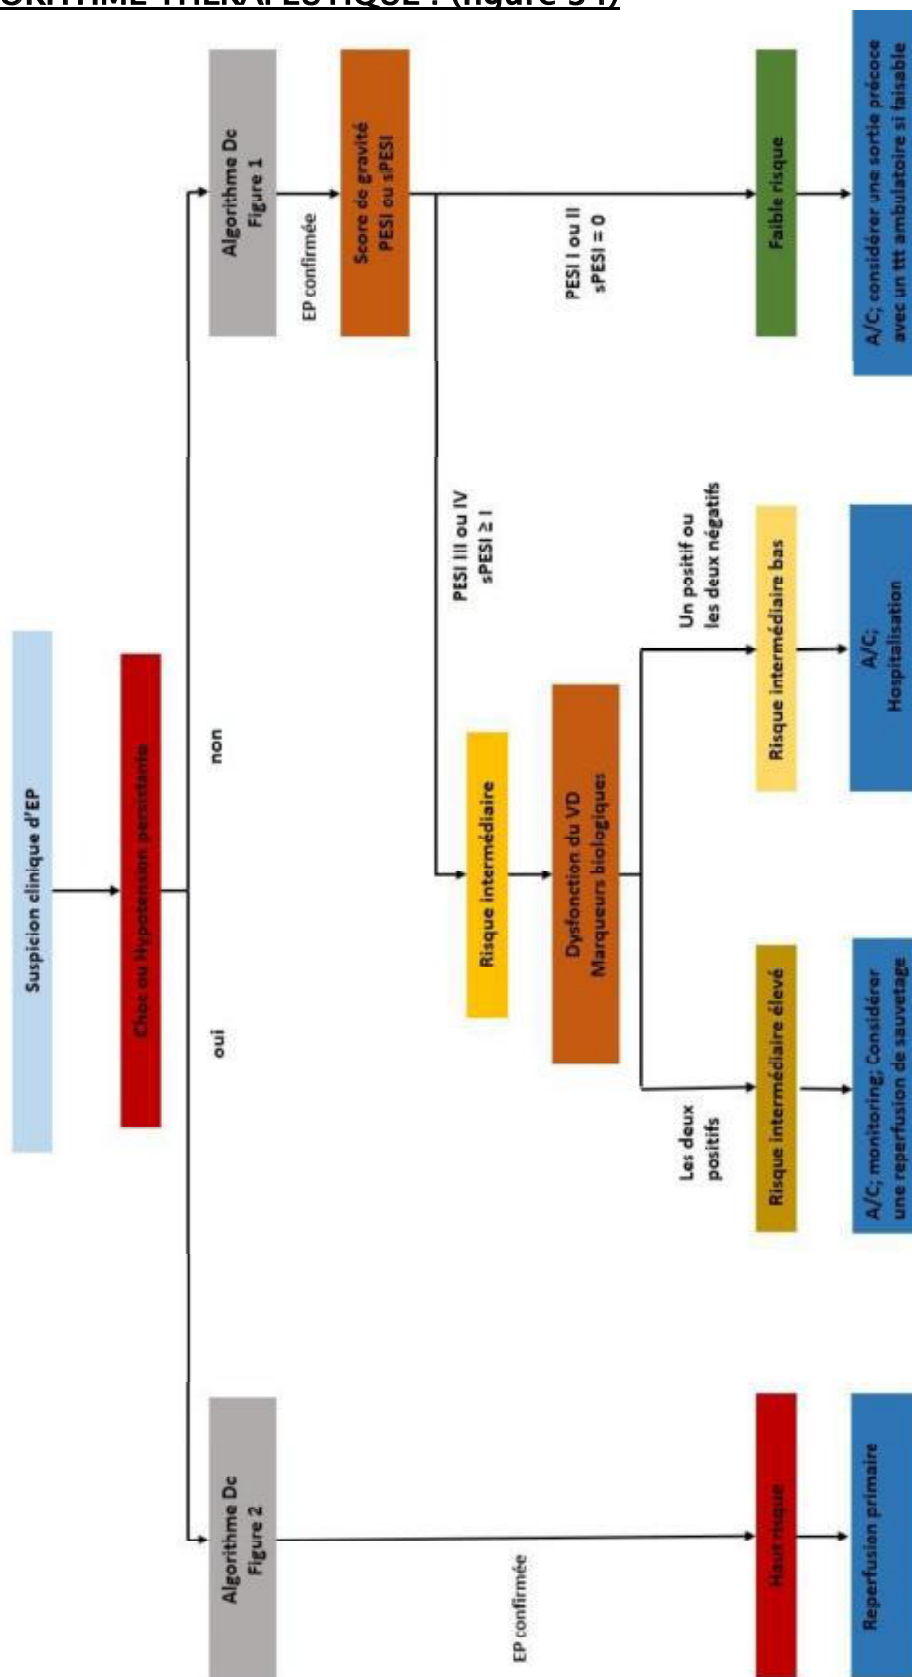 ORITHME THERAPEUTIQUE : (figure 34)
Suspicion clinique d'EP
Choc ou Hypotension persistante
oui
non
Algorithme Dc
Figure 2
Algorithme Dc
Figure 1
EP confirmée
EP confirmée
Score de gravité
PESI ou sPESI
PESI III ou IV
sPESI ≥ I
PESI I ou II
sPESI = 0
Risque intermédiaire
Dysfonction du VD
Marqueurs biologiques
Les deux
positifs
Un positif ou
les deux négatifs
Haut risque
Risque intermédiaire élevé
Risque intermédiaire bas
Faible risque
Reperfusion primaire
A/C; monitoring; Considérer
une reperfusion de sauvetage
A/C;
Hospitalisation
A/C; considérer une sortie précoce
avec un ttt ambulatoire si faisable